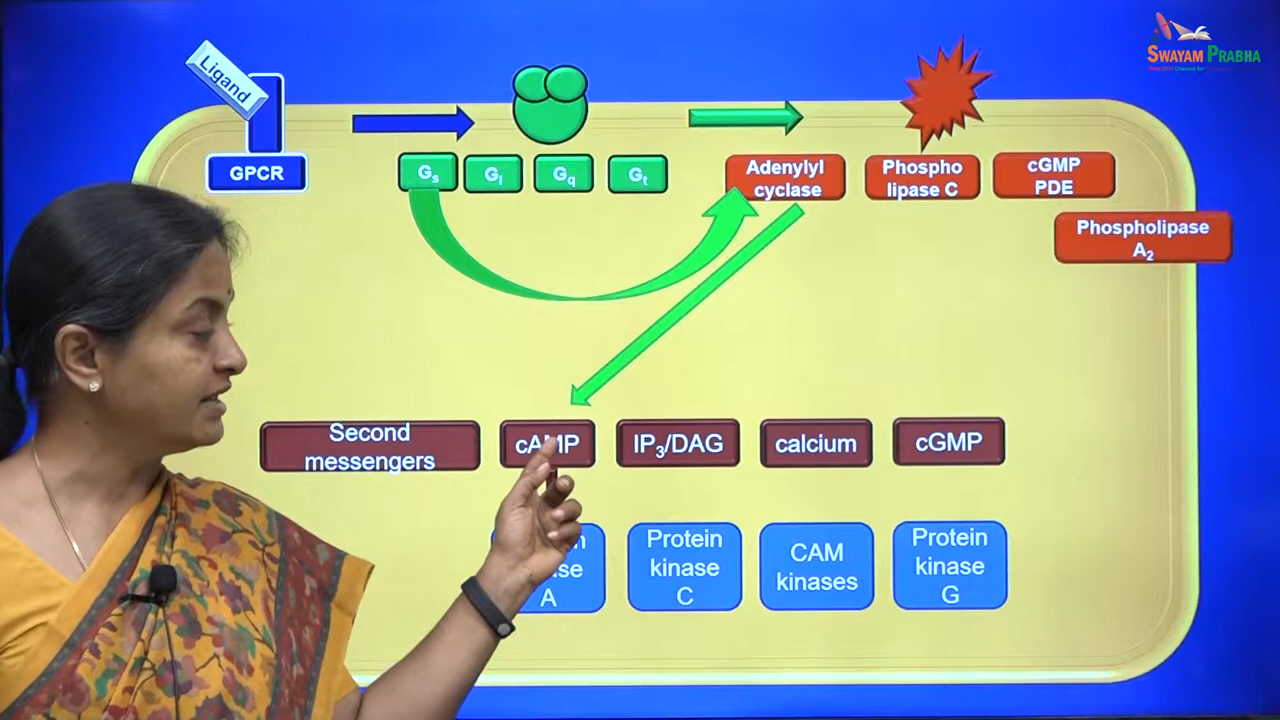 SWAYAM PRABHA
Ligand
GPCR
Gs
GI
Gq
Gt
Adenylyl
cyclase
Phospho
lipase C
cGMP
PDE
Phospholipase
A2
Second
messengers
cAMP
IP3/DAG
calcium
cGMP
A
Protein
kinase
C
CAM
kinases
Protein
kinase
G